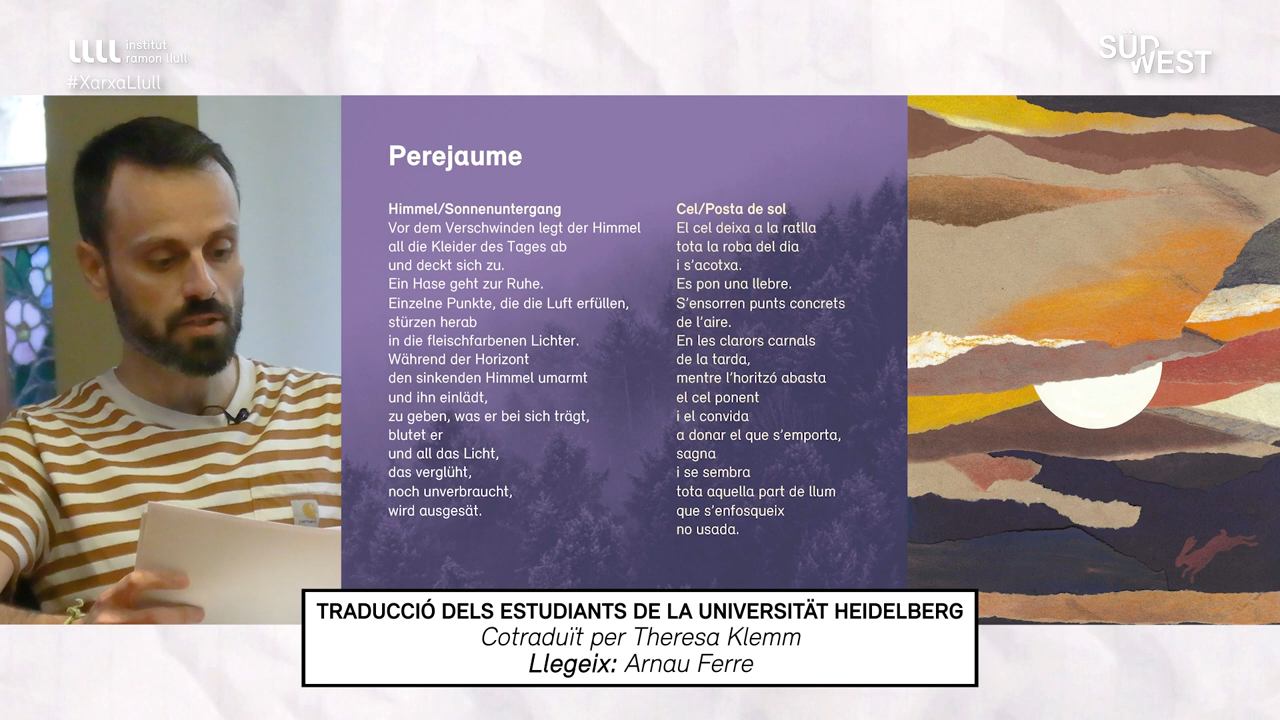 institut
ramon llull
#XarxaLlull
SÜD
WEST
Perejaume
Himmel/Sonnenuntergang
Vor dem Verschwinden legt der Himmel
all die Kleider des Tages ab
und deckt sich zu.
Ein Hase geht zur Ruhe.
Einzelne Punkte, die die Luft erfüllen,
stürzen herab
in die fleischfarbenen Lichter.
Während der Horizont
den sinkenden Himmel umarmt
und ihn einlädt,
zu geben, was er bei sich trägt,
blutet er
und all das Licht,
das verglüht,
noch unverbraucht,
wird ausgesät.
Cel/Posta de sol
El cel deixa a la ratlla
tota la roba del dia
i s'acotxa.
Es pon una llebre.
S'ensorren punts concrets
de l'aire.
En les clarors carnals
de la tarda,
mentre l'horitzó abasta
el cel ponent
i el convida
a donar el que s'emporta,
sagna
i se sembra
tota aquella part de llum
que s'enfosqueix
no usada.
TRADUCCIÓ DELS ESTUDIANTS DE LA UNIVERSITÄT HEIDELBERG
Cotraduït per Theresa Klemm
Llegeix: Arnau Ferre